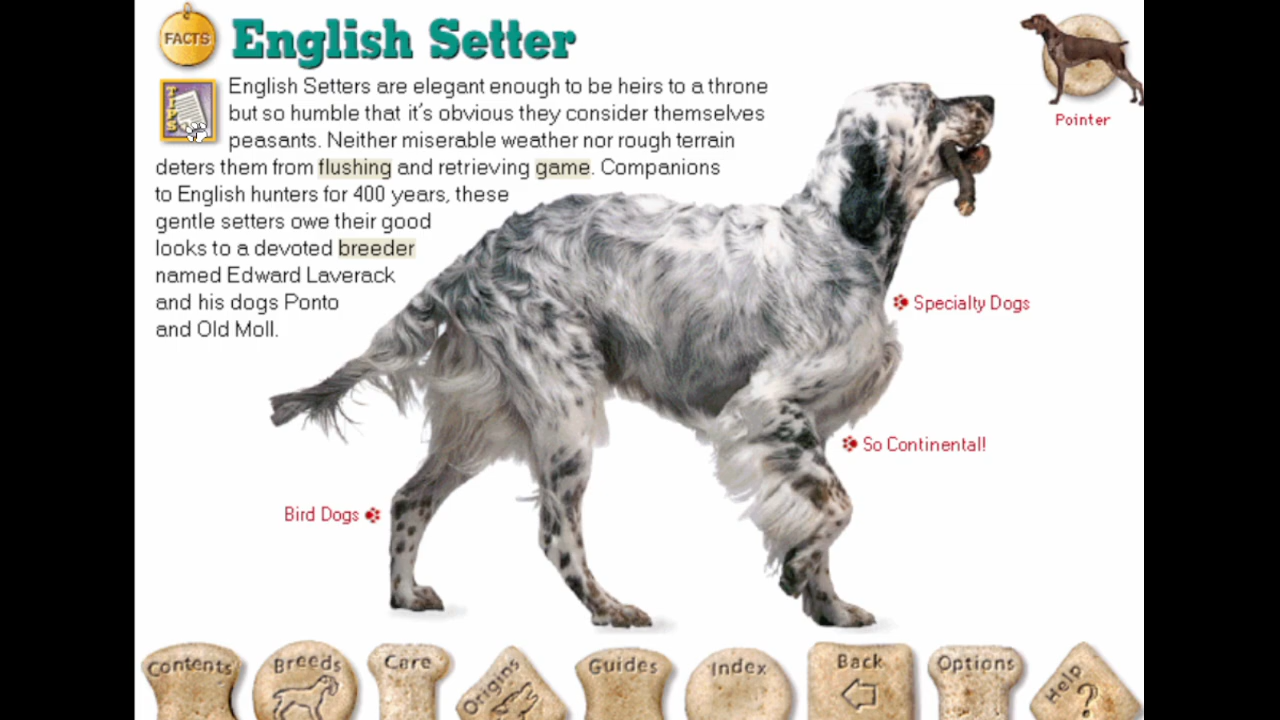 FACTS
English Setter
TIPS
English Setters are elegant enough to be heirs to a throne
but so humble that it's obvious they consider themselves
peasants. Neither miserable weather nor rough terrain
deters them from flushing and retrieving game. Companions
to English hunters for 400 years, these
gentle setters owe their good
looks to a devoted breeder
named Edward Laverack
and his dogs Ponto
and Old Moll.
Pointer
Specialty Dogs
So Continental!
Bird Dogs
Contents
Breeds
Care
Origins
Guides
Index
Back
Options
Help
?